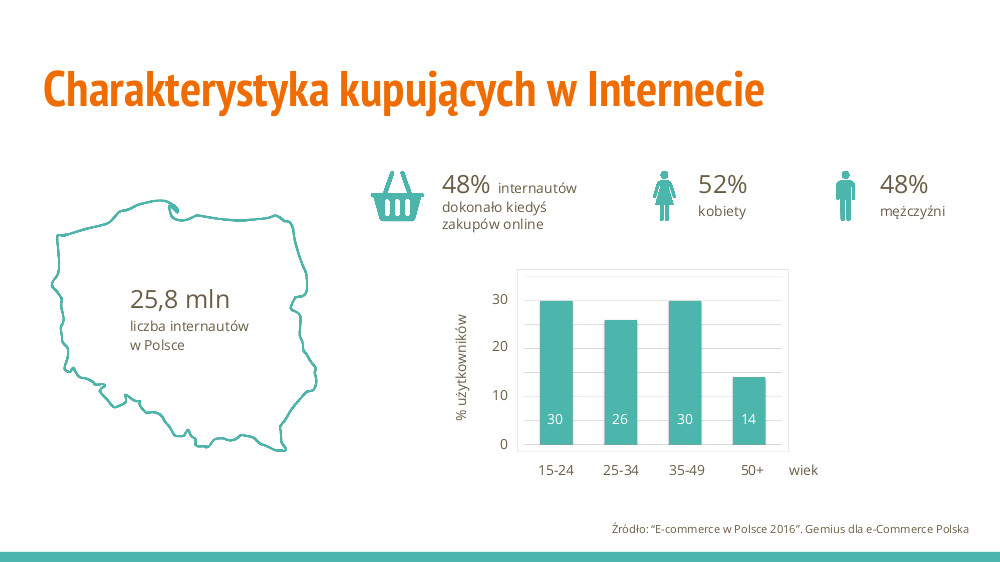 Charakterystyka kupujących w Internecie
48% internautów
dokonało kiedyś
zakupów online
52%
kobiety
48%
mężczyźni
25,8 mln
liczba internautów
w Polsce
% użytkowników
30
20
10
0
30
26
30
14
15-24
25-34
35-49
50+
wiek
Źródło: “E-commerce w Polsce 2016”. Gemius dla e-Commerce Polska